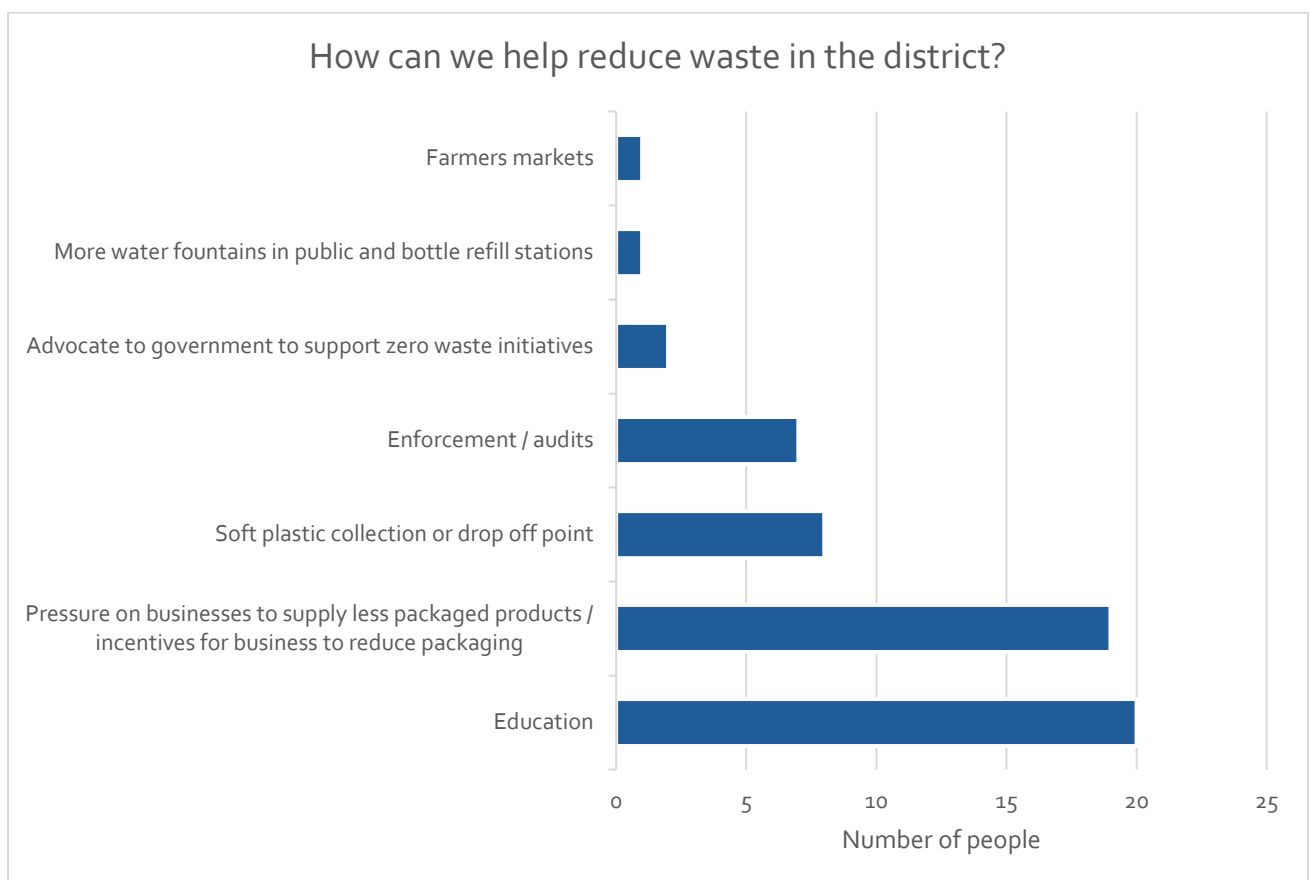 How can we help reduce waste in the district?
Farmers markets
More water fountains in public and bottle refill stations
Advocate to government to support zero waste initiatives
Enforcement / audits
Soft plastic collection or drop off point
Pressure on businesses to supply less packaged products /
incentives for business to reduce packaging
Education
0 5 10 15 20 25
Number of people